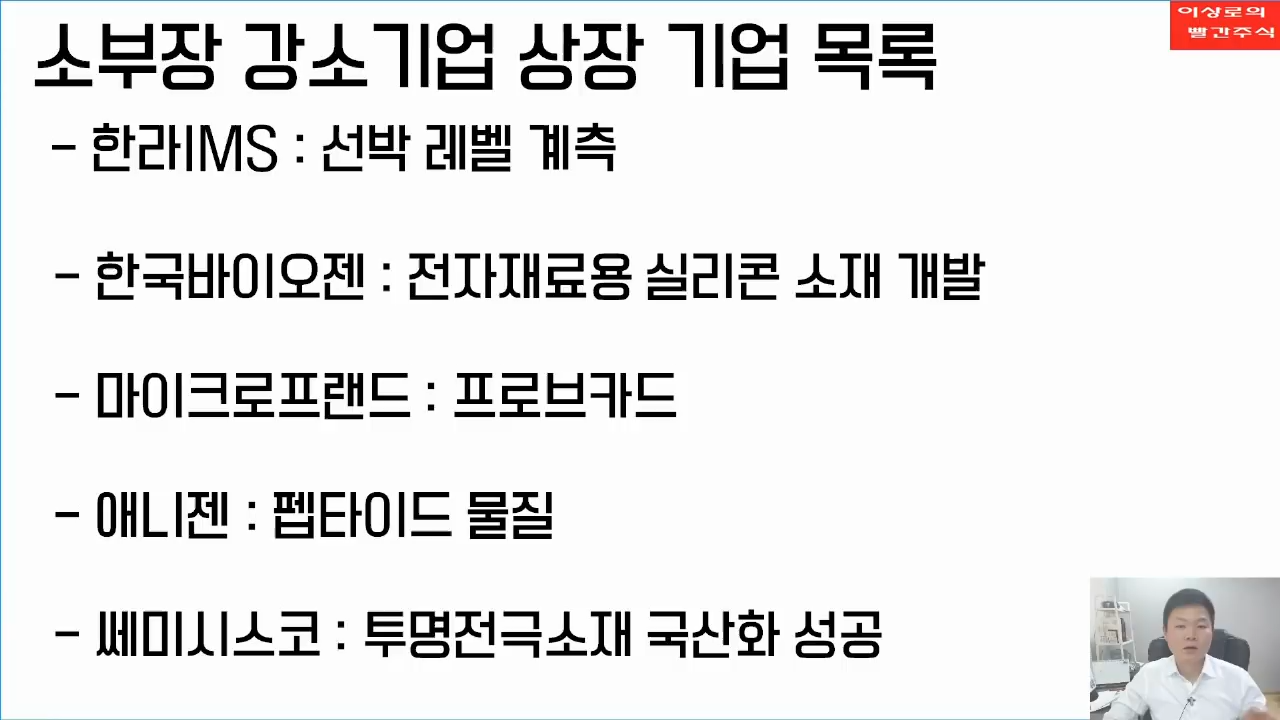 소부장 강소기업 상장 기업 목록
이상로의
빨간주식
- 한라IMS : 선박 레벨 계측
- 한국바이오젠 : 전자재료용 실리콘 소재 개발
- 마이크로프랜드 : 프로브카드
- 애니젠 : 펩타이드 물질
- 쎄미시스코 : 투명전극소재 국산화 성공